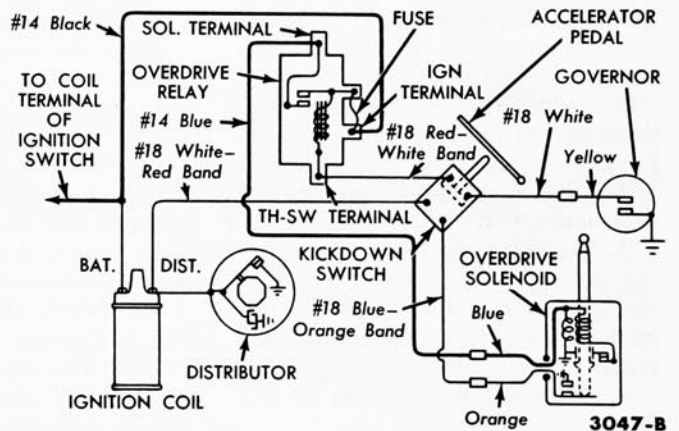 #14 Black
SOL. TERMINAL
FUSE
ACCELERATOR
PEDAL
TO COIL
TERMINAL
OF
IGNITION
SWITCH
OVERDRIVE
RELAY
IGN
TERMINAL
GOVERNOR
#14 Blue
#18 Red-
White Band
#18 White
#18 White-
Red Band
Yellow
TH-SW TERMINAL
BAT.
DIST.
KICKDOWN
SWITCH
OVERDRIVE
SOLENOID
#18 Blue-
Orange Band
Blue
DISTRIBUTOR
IGNITION COIL
Orange
3047-B